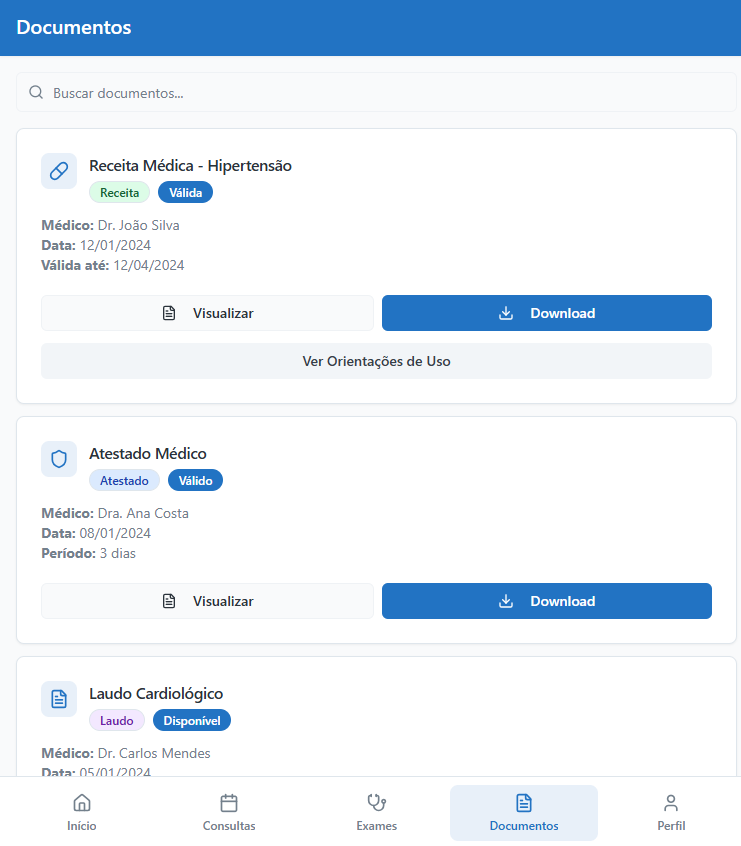 Documentos
Buscar documentos...
Receita Médica - Hipertensão
Receita Válida
Médico: Dr. João Silva
Data: 12/01/2024
Válida até: 12/04/2024
Visualizar Download
Ver Orientações de Uso
Atestado Médico
Atestado Válido
Médico: Dra. Ana Costa
Data: 08/01/2024
Período: 3 dias
Visualizar Download
Laudo Cardiológico
Laudo Disponível
Médico: Dr. Carlos Mendes
Data: 05/01/2024
Início Consultas Exames Documentos Perfil